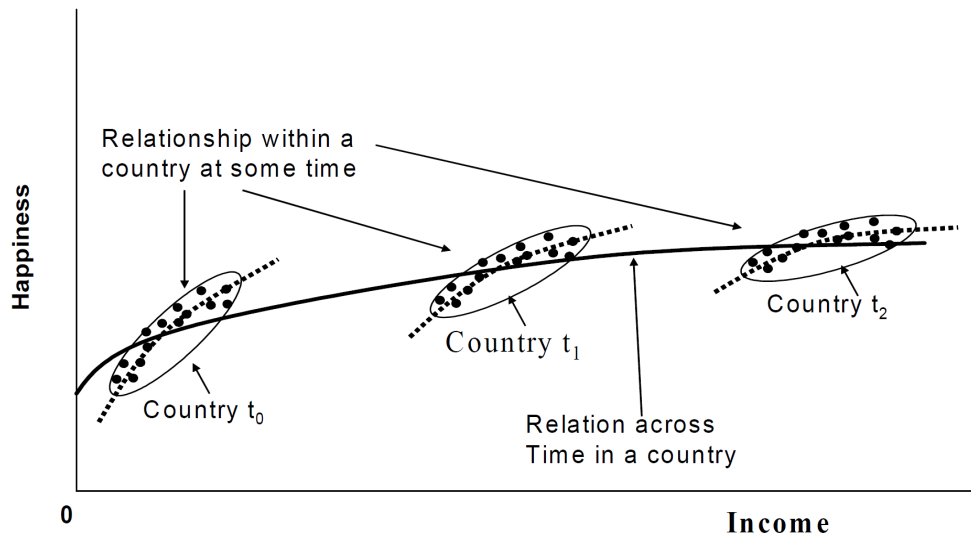 Relationship within a
country at some time
Happiness
Country t₂
Country t₁
Country t₀
Relation across
Time in a country
0
Income